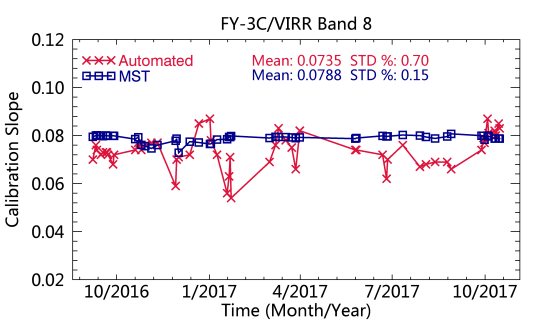 FY-3C/VIRR Band 8
0.12
Automated Mean: 0.0735 STD %: 0.70
MST Mean: 0.0788 STD %: 0.15
0.10
0.08
0.06
0.04
0.02
Calibration Slope
10/2016 1/2017 4/2017 7/2017 10/2017
Time (Month/Year)